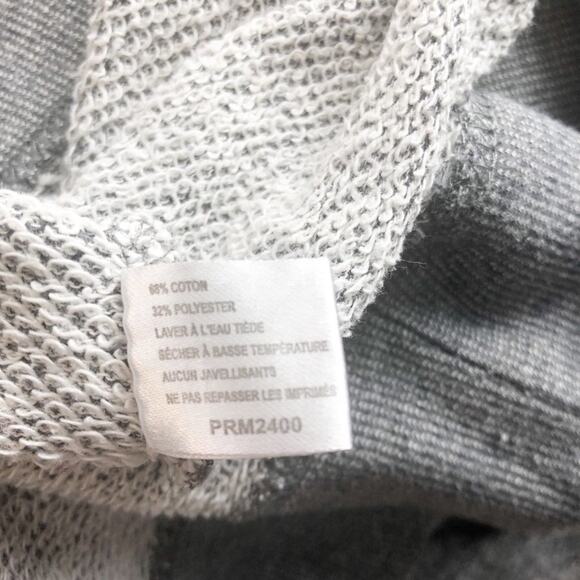 68% COTON
32% POLYESTER
LAVER À L'EAU TIÈDE
SÉCHER À BASSE TEMPÉRATURE
AUCUN JAVELLISANTS
NE PAS REPASSER LES IMPRIMÉS
PRM2400